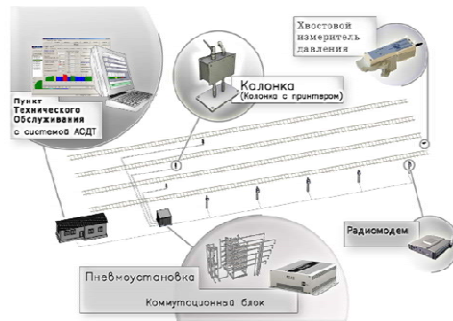 Хвостовой
измеритель
давления
Колонка
(Колонка с принтером)
Пункт
Технического
Обслуживания
с системой АСДТ
Радиомодем
Пневмоустановка
Коммутационный блок